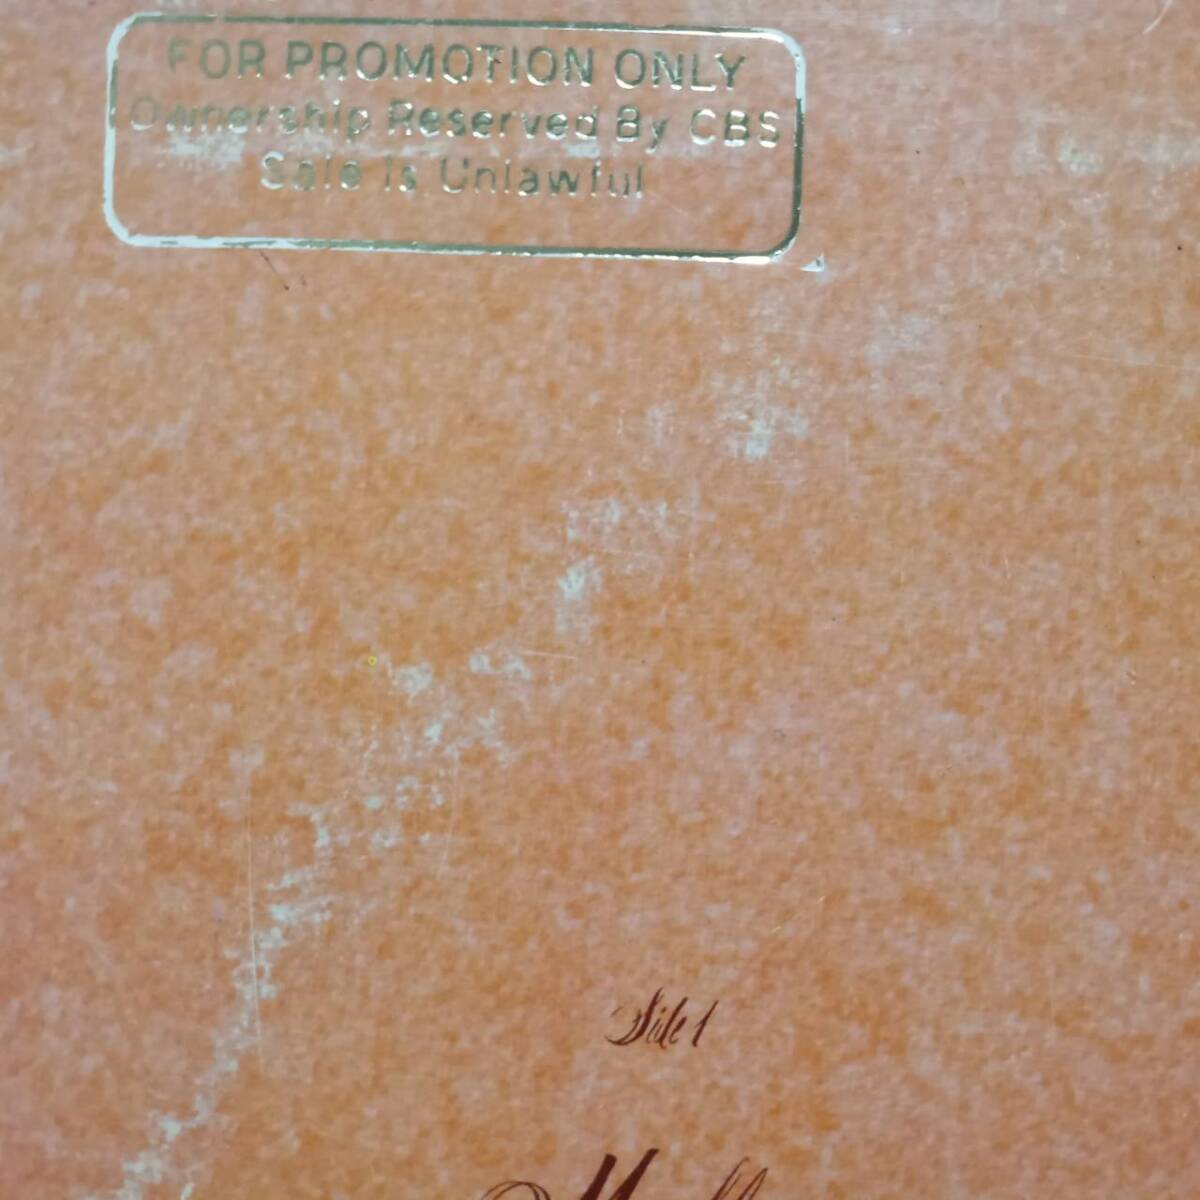 FOR PROMOTION ONLY
Ownership Reserved By CBS
Sale Is Unlawful
Side 1